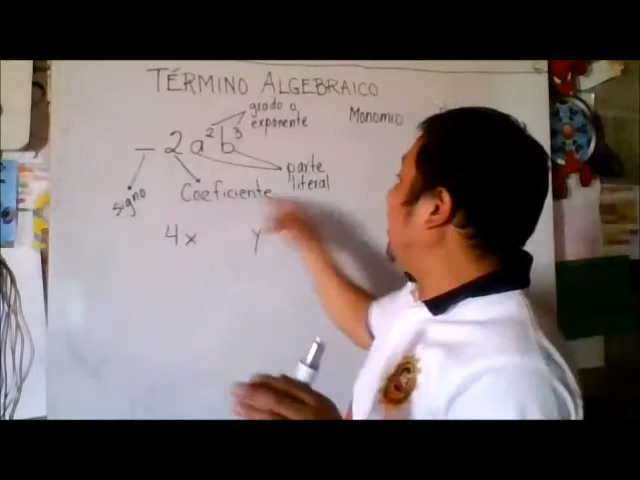 TÉRMINO ALGEBRAICO
grado o
exponente
Monomio
- 2a²b³
parte
literal
signo
Coeficiente
4x y